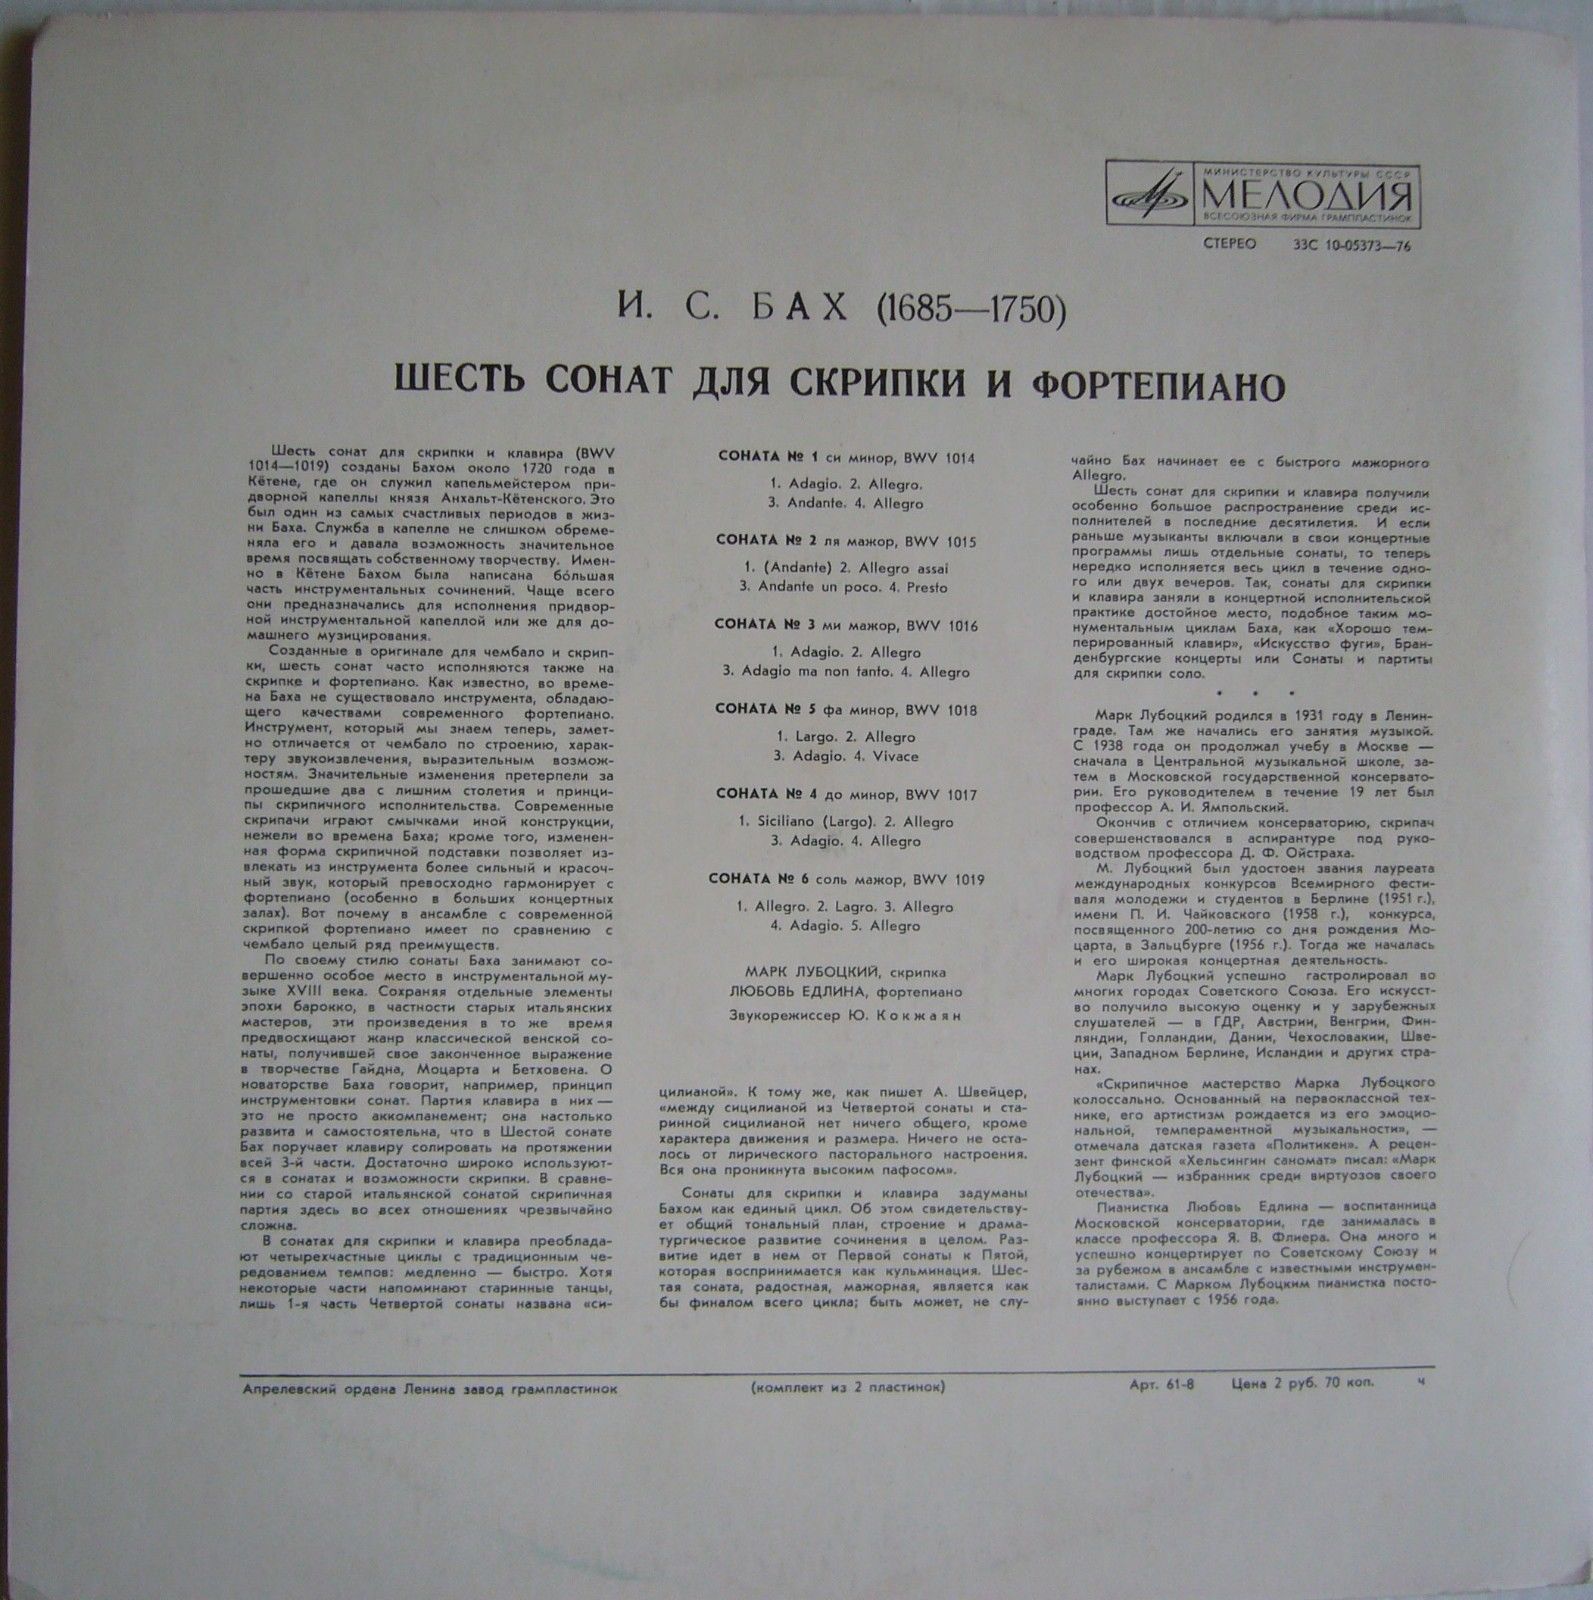 МИНИСТЕРСТВО КУЛЬТУРЫ СССР
МЕЛОДИЯ
ВСЕСОЮЗНАЯ ФИРМА ГРАМПЛАСТИНОК
СТЕРЕО 33С 10-05373—76
И. С. БАХ (1685—1750)
ШЕСТЬ СОНАТ ДЛЯ СКРИПКИ И ФОРТЕПИАНО
Шесть сонат для скрипки и клавира (BWV
1014—1019) созданы Бахом около 1720 года в
Кётене, где он служил капельмейстером при-
дворной капеллы князя Анхальт-Кётенского. Это
был один из самых счастливых периодов в жиз-
ни Баха. Служба в капелле не слишком обреме-
няла его и давала возможность значительное
время посвящать собственному творчеству. Имен-
но в Кётене Бахом была написана бо́льшая
часть инструментальных сочинений. Чаще всего
они предназначались для исполнения придвор-
ной инструментальной капеллой или же для до-
машнего музицирования.
Созданные в оригинале для чембало и скрип-
ки, шесть сонат часто исполняются также на
скрипке и фортепиано. Как известно, во време-
на Баха не существовало инструмента, обладаю-
щего качествами современного фортепиано.
Инструмент, который мы знаем теперь, замет-
но отличается от чембало по строению, харак-
теру звукоизвлечения, выразительным возмож-
ностям. Значительные изменения претерпели за
прошедшие два с лишним столетия и принци-
пы скрипичного исполнительства. Современные
скрипачи играют смычками иной конструкции,
нежели во времена Баха; кроме того, изменен-
ная форма скрипичной подставки позволяет из-
влекать из инструмента более сильный и красоч-
ный звук, который превосходно гармонирует с
фортепиано (особенно в больших концертных
залах). Вот почему в ансамбле с современной
скрипкой фортепиано имеет по сравнению с
чембало целый ряд преимуществ.
По своему стилю сонаты Баха занимают со-
вершенно особое место в инструментальной му-
зыке XVIII века. Сохраняя отдельные элементы
эпохи барокко, в частности старых итальянских
мастеров, эти произведения в то же время
предвосхищают жанр классической венской со-
наты, получившей свое законченное выражение
в творчестве Гайдна, Моцарта и Бетховена. О
новаторстве Баха говорит, например, принцип
инструментовки сонат. Партия клавира в них —
это не просто аккомпанемент; она настолько
развита и самостоятельна, что в Шестой сонате
Бах поручает клавиру солировать на протяжении
всей 3-й части. Достаточно широко используют-
ся в сонатах и возможности скрипки. В сравне-
нии со старой итальянской сонатой скрипичная
партия здесь во всех отношениях чрезвычайно
сложна.
В сонатах для скрипки и клавира преоблада-
ют четырехчастные циклы с традиционным че-
редованием темпов: медленно — быстро. Хотя
некоторые части напоминают старинные танцы,
лишь 1-я часть Четвертой сонаты названа «си-
СОНАТА № 1 си минор, BWV 1014
1. Adagio. 2. Allegro.
3. Andante. 4. Allegro
СОНАТА № 2 ля мажор, BWV 1015
1. (Andante) 2. Allegro assai
3. Andante un poco. 4. Presto
СОНАТА № 3 ми мажор, BWV 1016
1. Adagio. 2. Allegro
3. Adagio ma non tanto. 4. Allegro
СОНАТА № 5 фа минор, BWV 1018
1. Largo. 2. Allegro
3. Adagio. 4. Vivace
СОНАТА № 4 до минор, BWV 1017
1. Siciliano (Largo). 2. Allegro
3. Adagio. 4. Allegro
СОНАТА № 6 соль мажор, BWV 1019
1. Allegro. 2. Lagro. 3. Allegro
4. Adagio. 5. Allegro
МАРК ЛУБОЦКИЙ, скрипка
ЛЮБОВЬ ЕДЛИНА, фортепиано
Звукорежиссер Ю. Кокжаян
цилианой». К тому же, как пишет А. Швейцер,
«между сицилианой из Четвертой сонаты и ста-
ринной сицилианой нет ничего общего, кроме
характера движения и размера. Ничего не оста-
лось от лирического пасторального настроения.
Вся она проникнута высоким пафосом».
Сонаты для скрипки и клавира задуманы
Бахом как единый цикл. Об этом свидетельству-
ет общий тональный план, строение и драма-
тургическое развитие сочинения в целом. Раз-
витие идет в нем от Первой сонаты к Пятой,
которая воспринимается как кульминация. Шес-
тая соната, радостная, мажорная, является как
бы финалом всего цикла; быть может, не слу-
чайно Бах начинает ее с быстрого мажорного
Allegro.
Шесть сонат для скрипки и клавира получили
особенно большое распространение среди ис-
полнителей в последние десятилетия. И если
раньше музыканты включали в свои концертные
программы лишь отдельные сонаты, то теперь
нередко исполняется весь цикл в течение одно-
го или двух вечеров. Так, сонаты для скрипки
и клавира заняли в концертной исполнительской
практике достойное место, подобное таким мо-
нументальным циклам Баха, как «Хорошо тем-
перированный клавир», «Искусство фуги», Бран-
денбургские концерты или Сонаты и партиты
для скрипки соло.
• • •
Марк Лубоцкий родился в 1931 году в Ленин-
граде. Там же начались его занятия музыкой.
С 1938 года он продолжал учебу в Москве —
сначала в Центральной музыкальной школе, за-
тем в Московской государственной консервато-
рии. Его руководителем в течение 19 лет был
профессор А. И. Ямпольский.
Окончив с отличием консерваторию, скрипач
совершенствовался в аспирантуре под руко-
водством профессора Д. Ф. Ойстраха.
М. Лубоцкий был удостоен звания лауреата
международных конкурсов Всемирного фести-
валя молодежи и студентов в Берлине (1951 г.),
имени П. И. Чайковского (1958 г.), конкурса,
посвященного 200-летию со дня рождения Мо-
царта, в Зальцбурге (1956 г.). Тогда же началась
и его широкая концертная деятельность.
Марк Лубоцкий успешно гастролировал во
многих городах Советского Союза. Его искусст-
во получило высокую оценку и у зарубежных
слушателей — в ГДР, Австрии, Венгрии, Фин-
ляндии, Голландии, Дании, Чехословакии, Шве-
ции, Западном Берлине, Исландии и других стра-
нах.
«Скрипичное мастерство Марка Лубоцкого
колоссально. Основанный на первоклассной тех-
нике, его артистизм рождается из его эмоцио-
нальной, темпераментной музыкальности», —
отмечала датская газета «Политикен». А рецен-
зент финской «Хельсингин саномат» писал: «Марк
Лубоцкий — избранник среди виртуозов своего
отечества».
Пианистка Любовь Едлина — воспитанница
Московской консерватории, где занималась в
классе профессора Я. В. Флиера. Она много и
успешно концертирует по Советскому Союзу и
за рубежом в ансамбле с известными инструмен-
талистами. С Марком Лубоцким пианистка посто-
янно выступает с 1956 года.
Апрелевский ордена Ленина завод грампластинок (комплект из 2 пластинок) Арт. 61-8 Цена 2 руб. 70 коп. ч